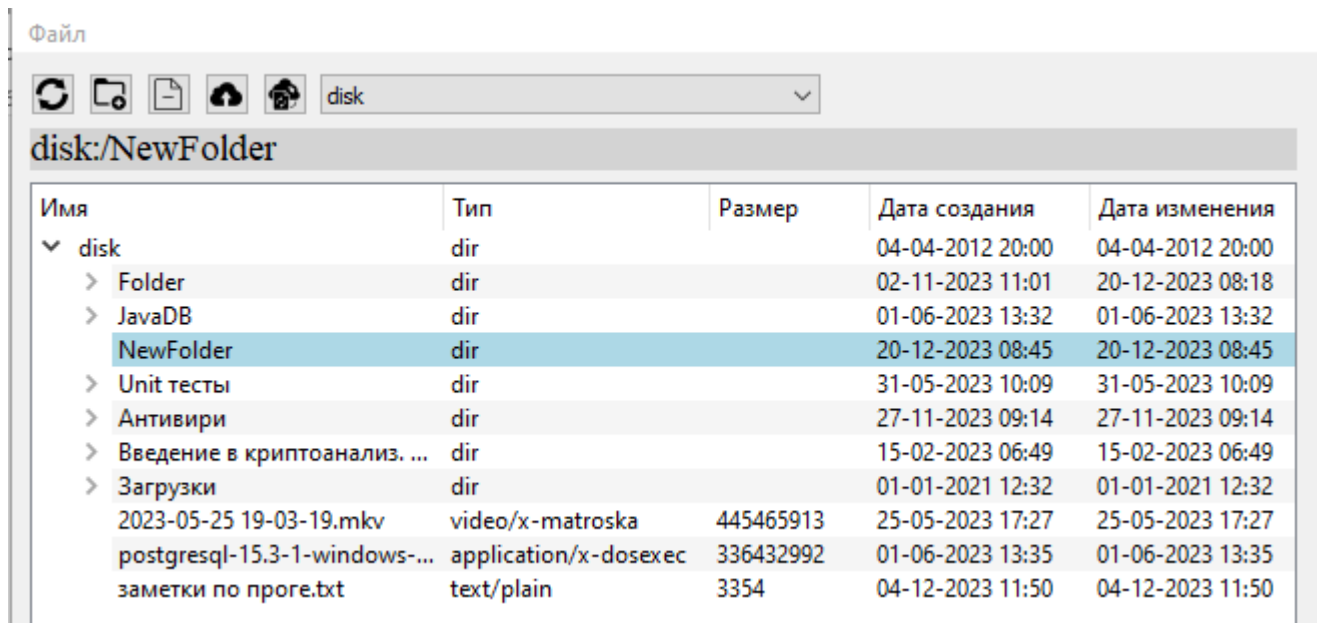 Файл
disk
disk:/NewFolder
Имя Тип Размер Дата создания Дата изменения
disk dir 04-04-2012 20:00 04-04-2012 20:00
Folder dir 02-11-2023 11:01 20-12-2023 08:18
JavaDB dir 01-06-2023 13:32 01-06-2023 13:32
NewFolder dir 20-12-2023 08:45 20-12-2023 08:45
Unit тесты dir 31-05-2023 10:09 31-05-2023 10:09
Антивири dir 27-11-2023 09:14 27-11-2023 09:14
Введение в криптоанализ. ... dir 15-02-2023 06:49 15-02-2023 06:49
Загрузки dir 01-01-2021 12:32 01-01-2021 12:32
2023-05-25 19-03-19.mkv video/x-matroska 445465913 25-05-2023 17:27 25-05-2023 17:27
postgresql-15.3-1-windows-... application/x-dosexec 336432992 01-06-2023 13:35 01-06-2023 13:35
заметки по проге.txt text/plain 3354 04-12-2023 11:50 04-12-2023 11:50